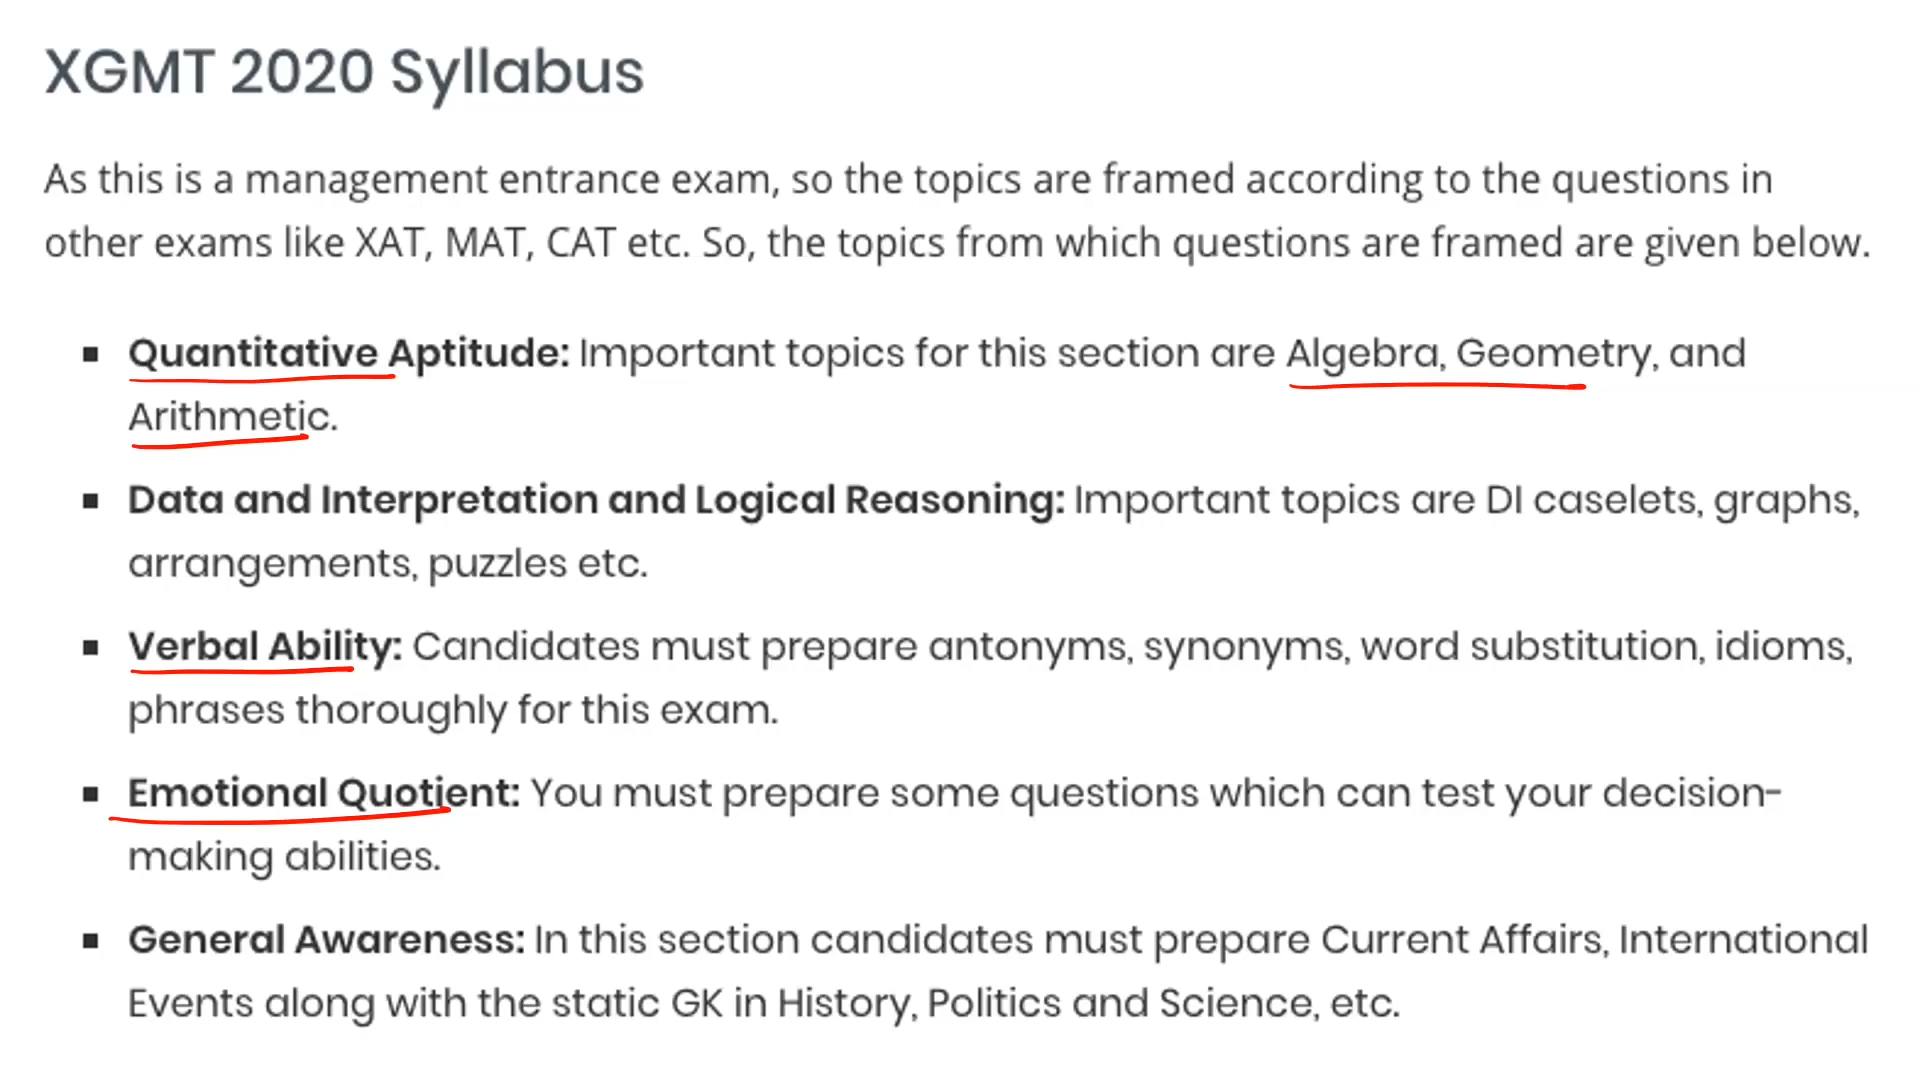 XGMT 2020 Syllabus
As this is a management entrance exam, so the topics are framed according to the questions in
other exams like XAT, MAT, CAT etc. So, the topics from which questions are framed are given below.
▪ Quantitative Aptitude: Important topics for this section are Algebra, Geometry, and
Arithmetic.
▪ Data and Interpretation and Logical Reasoning: Important topics are DI caselets, graphs,
arrangements, puzzles etc.
▪ Verbal Ability: Candidates must prepare antonyms, synonyms, word substitution, idioms,
phrases thoroughly for this exam.
▪ Emotional Quotient: You must prepare some questions which can test your decision-
making abilities.
▪ General Awareness: In this section candidates must prepare Current Affairs, International
Events along with the static GK in History, Politics and Science, etc.